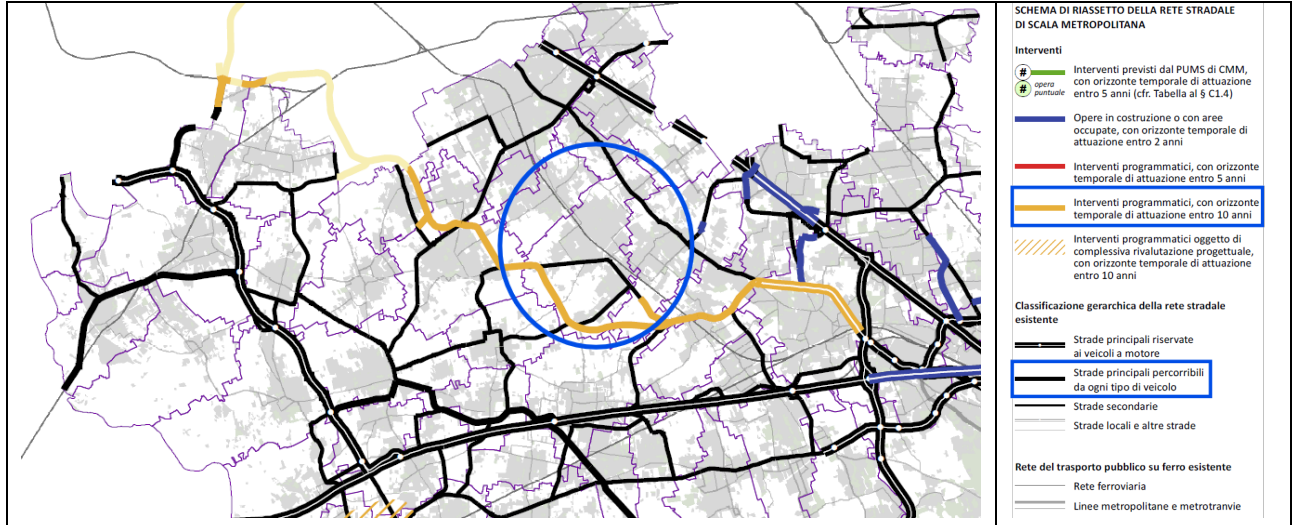 SCHEMA DI RIASSETTO DELLA RETE STRADALE
DI SCALA METROPOLITANA
Interventi
#
Interventi previsti dal PUMS di CMM,
# opera
puntuale
con orizzonte temporale di attuazione
entro 5 anni (cfr. Tabella al § C1.4)
Opere in costruzione o con aree
occupate, con orizzonte temporale di
attuazione entro 2 anni
Interventi programmatici, con orizzonte
temporale di attuazione entro 5 anni
Interventi programmatici, con orizzonte
temporale di attuazione entro 10 anni
Interventi programmatici oggetto di
complessiva rivalutazione progettuale,
con orizzonte temporale di attuazione
entro 10 anni
Classificazione gerarchica della rete stradale
esistente
Strade principali riservate
ai veicoli a motore
Strade principali percorribili
da ogni tipo di veicolo
Strade secondarie
Strade locali e altre strade
Rete del trasporto pubblico su ferro esistente
Rete ferroviaria
Linee metropolitane e metrotranvie